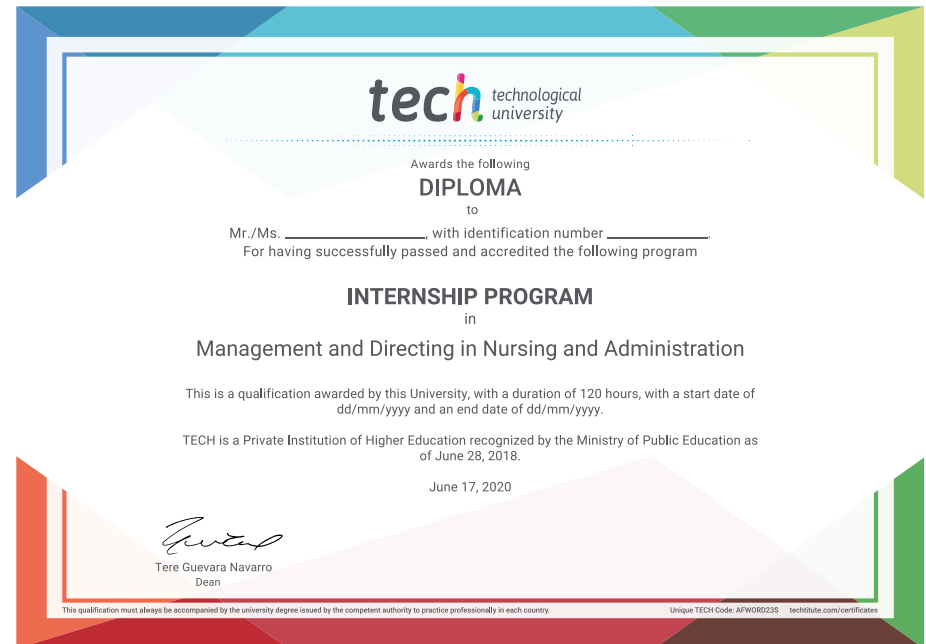 tech technological
university
Awards the following
DIPLOMA
to
Mr./Ms. ____________________, with identification number ______________.
For having successfully passed and accredited the following program
INTERNSHIP PROGRAM
in
Management and Directing in Nursing and Administration
This is a qualification awarded by this University, with a duration of 120 hours, with a start date of
dd/mm/yyyy and an end date of dd/mm/yyyy.
TECH is a Private Institution of Higher Education recognized by the Ministry of Public Education as
of June 28, 2018.
June 17, 2020
Tere Guevara Navarro
Dean
This qualification must always be accompanied by the university degree issued by the competent authority to practice professionally in each country.
Unique TECH Code: AFWORD23S techtitute.com/certificates